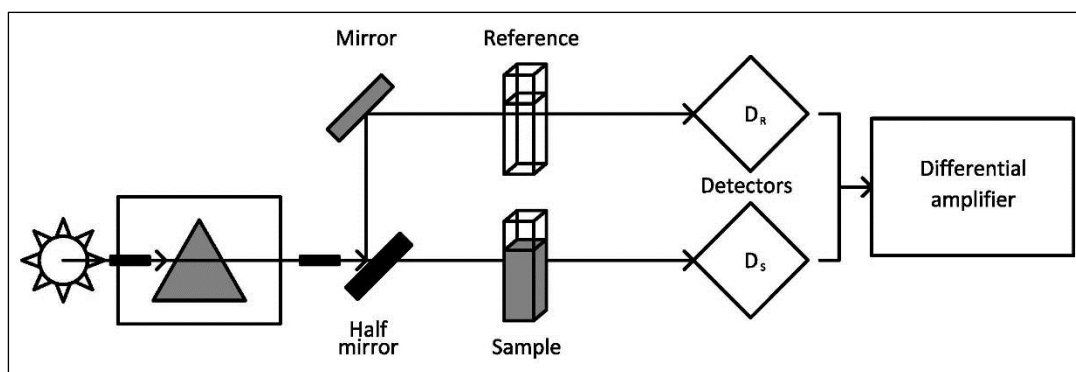 Mirror
Reference
D_R
Detectors
Differential
amplifier
D_S
Half
mirror
Sample